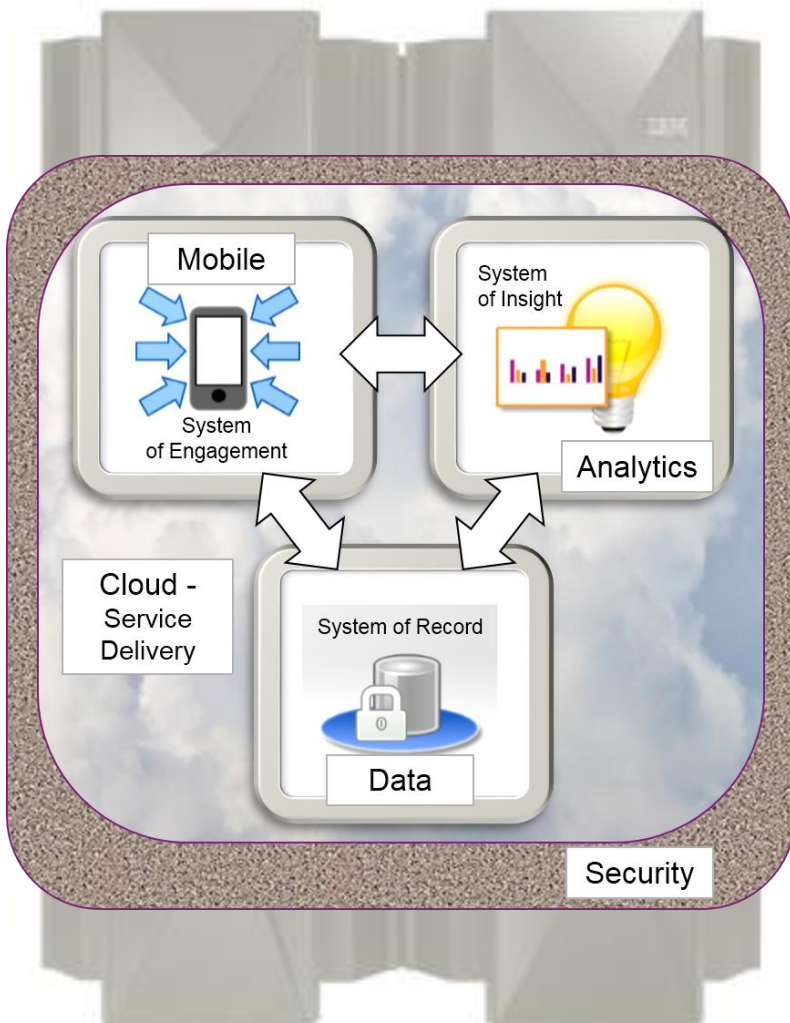 IBM
Mobile
System
of Engagement
System
of Insight
Analytics
Cloud -
Service
Delivery
System of Record
Data
Security